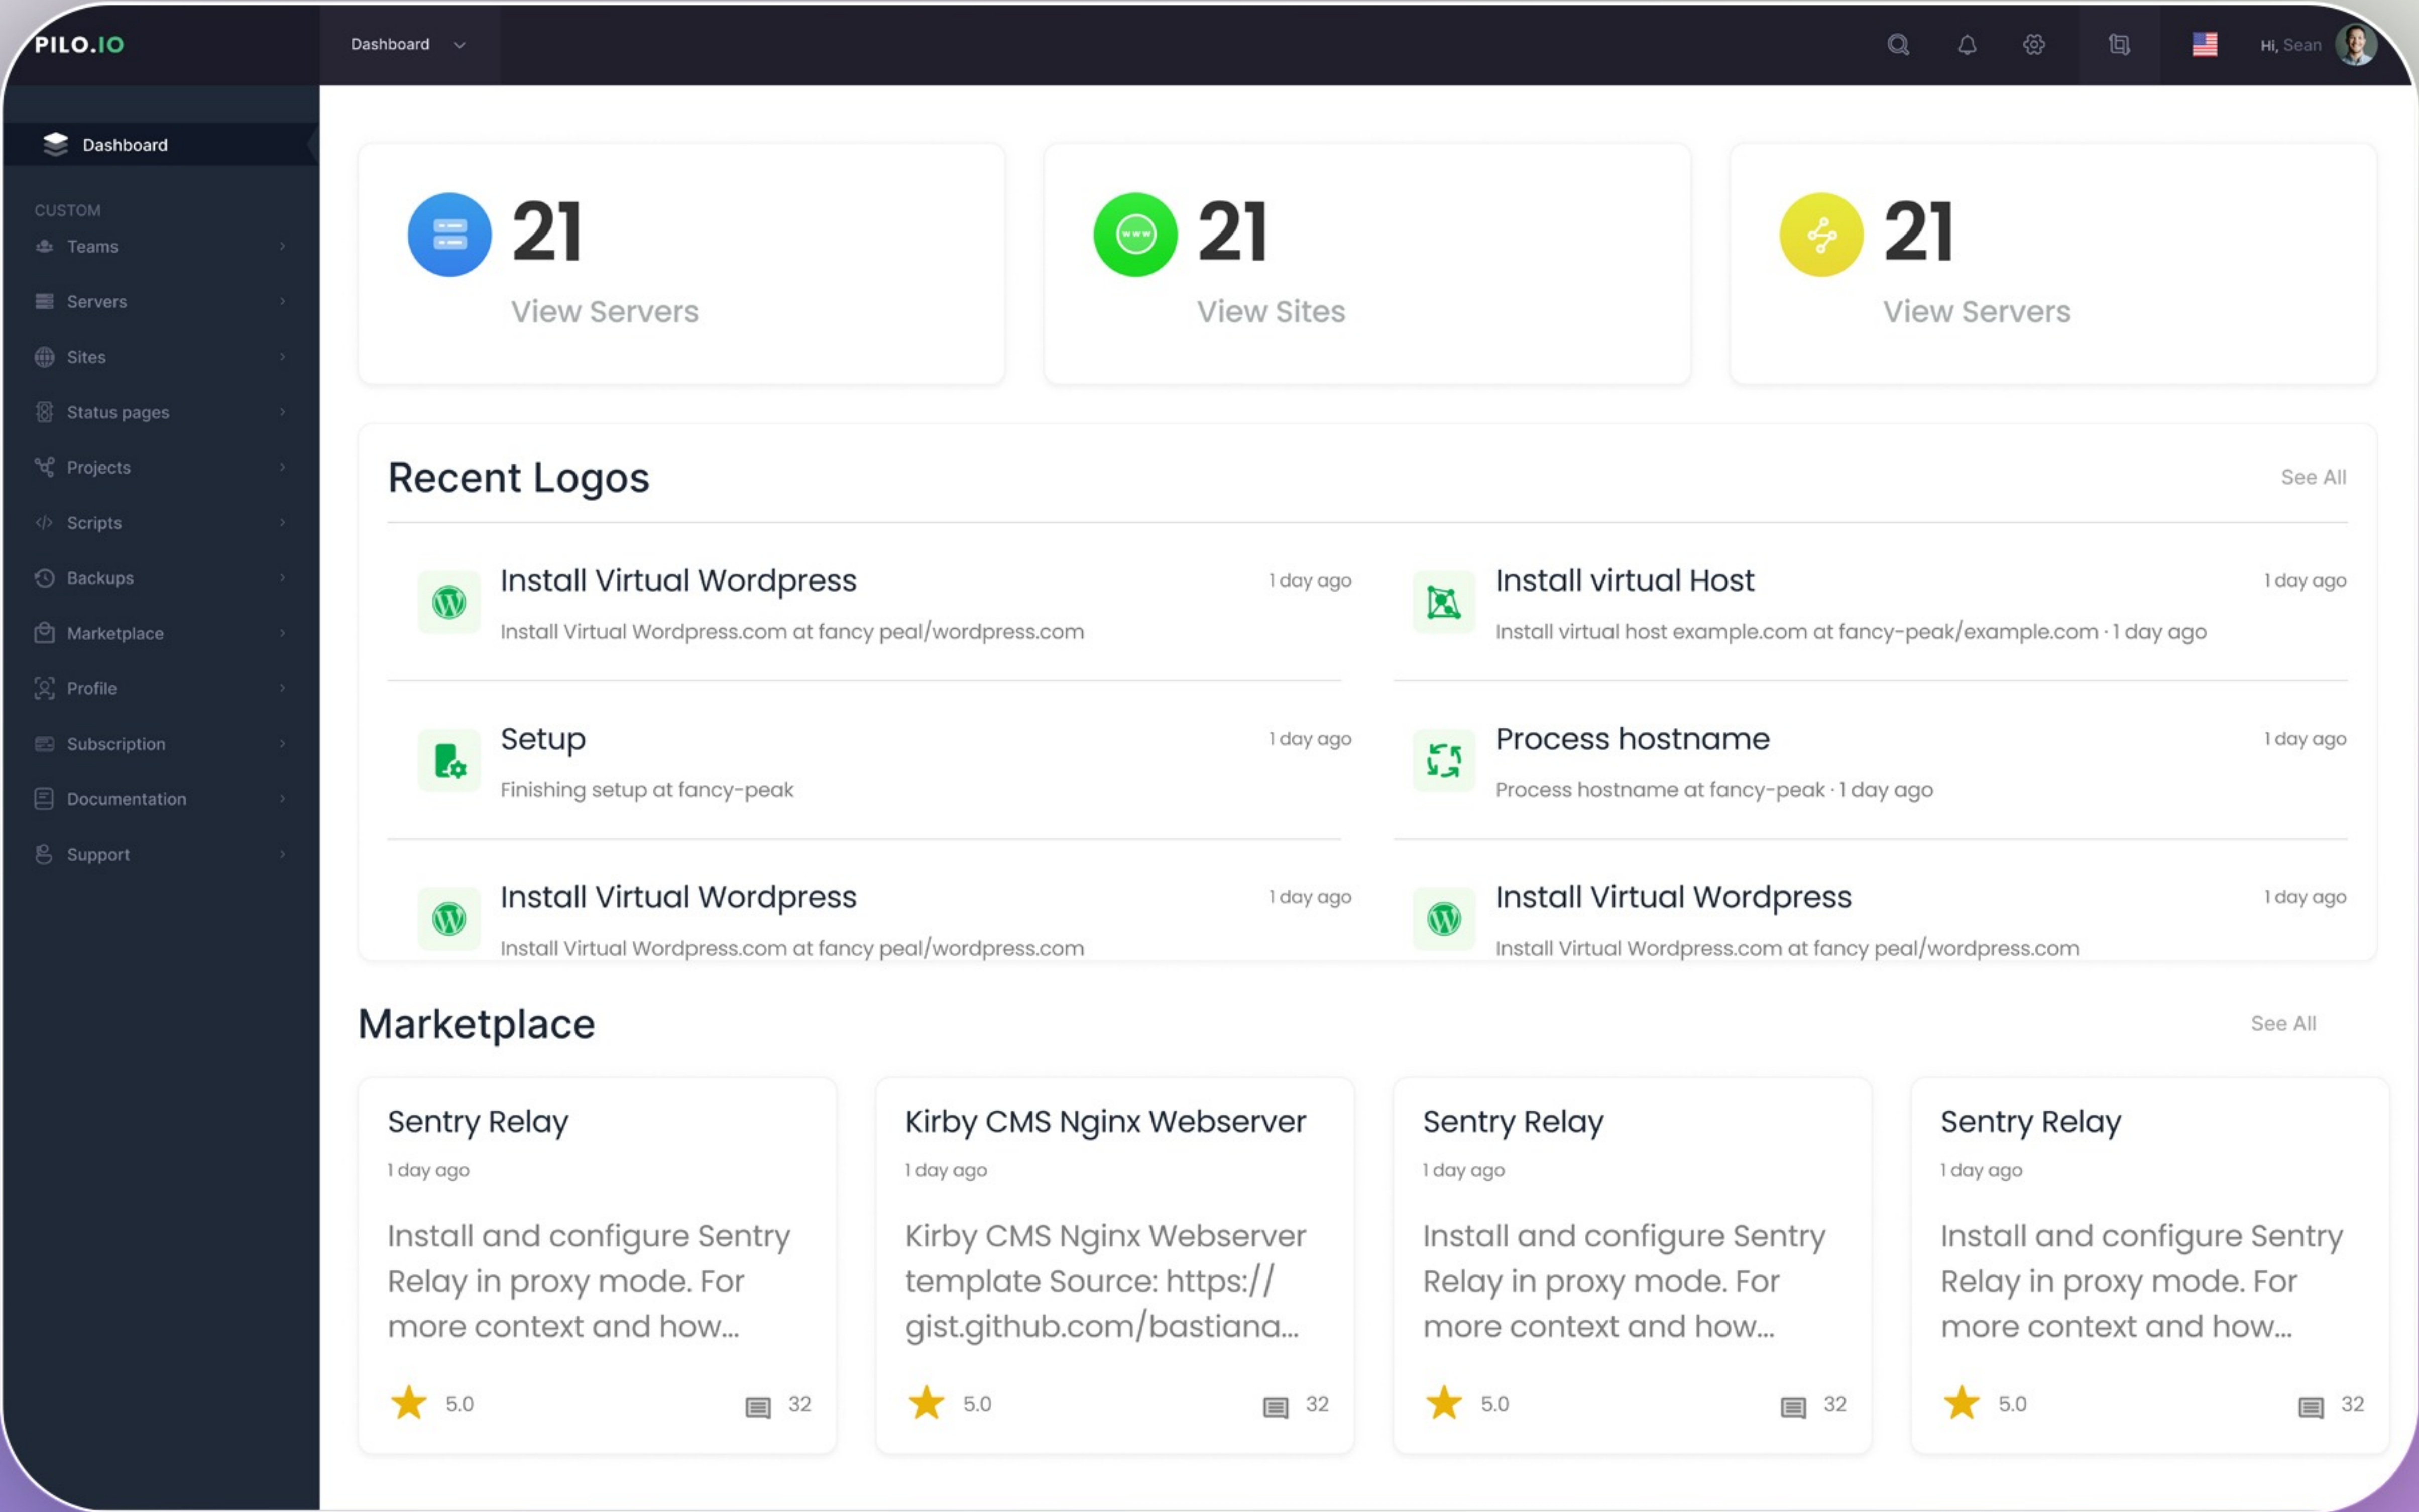 PILO.IO
Dashboard
Hi, Sean
Dashboard
CUSTOM
Teams
Servers
Sites
Status pages
Projects
Scripts
Backups
Marketplace
Profile
Subscription
Documentation
Support
21
View Servers
www
21
View Sites
21
View Servers
Recent Logos
See All
Install Virtual Wordpress
1 day ago
Install Virtual Wordpress.com at fancy peal/wordpress.com
Install virtual Host
1 day ago
Install virtual host example.com at fancy-peak/example.com · 1 day ago
Setup
1 day ago
Finishing setup at fancy-peak
Process hostname
1 day ago
Process hostname at fancy-peak · 1 day ago
Install Virtual Wordpress
1 day ago
Install Virtual Wordpress.com at fancy peal/wordpress.com
Install Virtual Wordpress
1 day ago
Install Virtual Wordpress.com at fancy peal/wordpress.com
Marketplace
See All
Sentry Relay
1 day ago
Install and configure Sentry
Relay in proxy mode. For
more context and how...
5.0
32
Kirby CMS Nginx Webserver
1 day ago
Kirby CMS Nginx Webserver
template Source: https://
gist.github.com/bastiana...
5.0
32
Sentry Relay
1 day ago
Install and configure Sentry
Relay in proxy mode. For
more context and how...
5.0
32
Sentry Relay
1 day ago
Install and configure Sentry
Relay in proxy mode. For
more context and how...
5.0
32